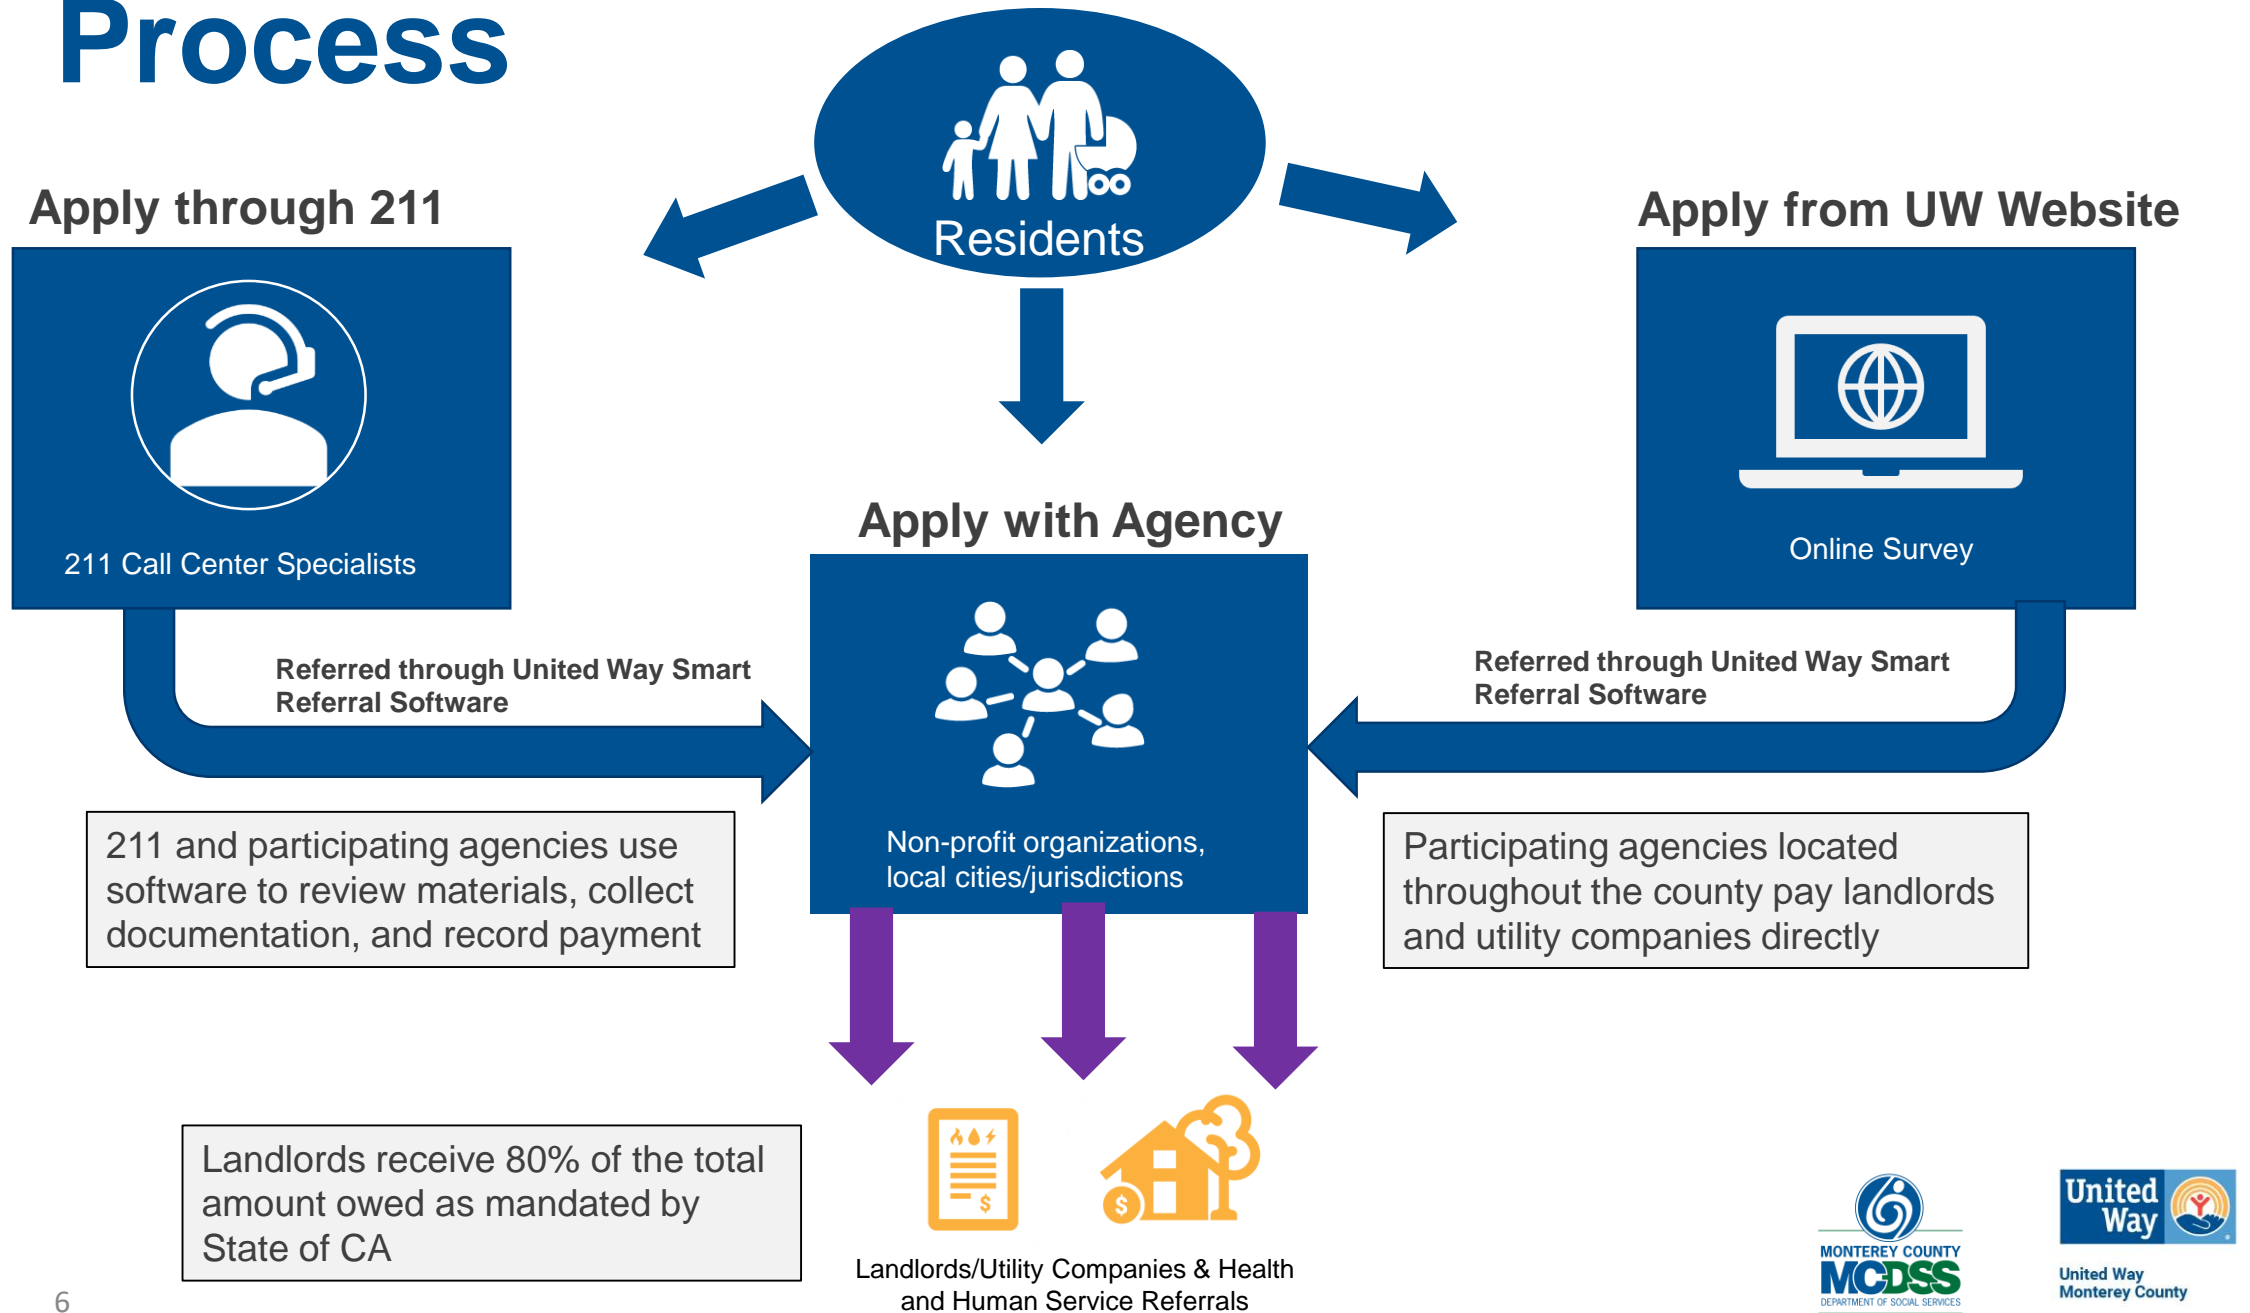 Process
Residents
Apply through 211
211 Call Center Specialists
Apply from UW Website
Online Survey
Apply with Agency
Non-profit organizations,
local cities/jurisdictions
Referred through United Way Smart
Referral Software
Referred through United Way Smart
Referral Software
211 and participating agencies use
software to review materials, collect
documentation, and record payment
Participating agencies located
throughout the county pay landlords
and utility companies directly
Landlords receive 80% of the total
amount owed as mandated by
State of CA
$
$
Landlords/Utility Companies & Health
and Human Service Referrals
MONTEREY COUNTY
MCDSS
DEPARTMENT OF SOCIAL SERVICES
United
Way
United Way
Monterey County
6